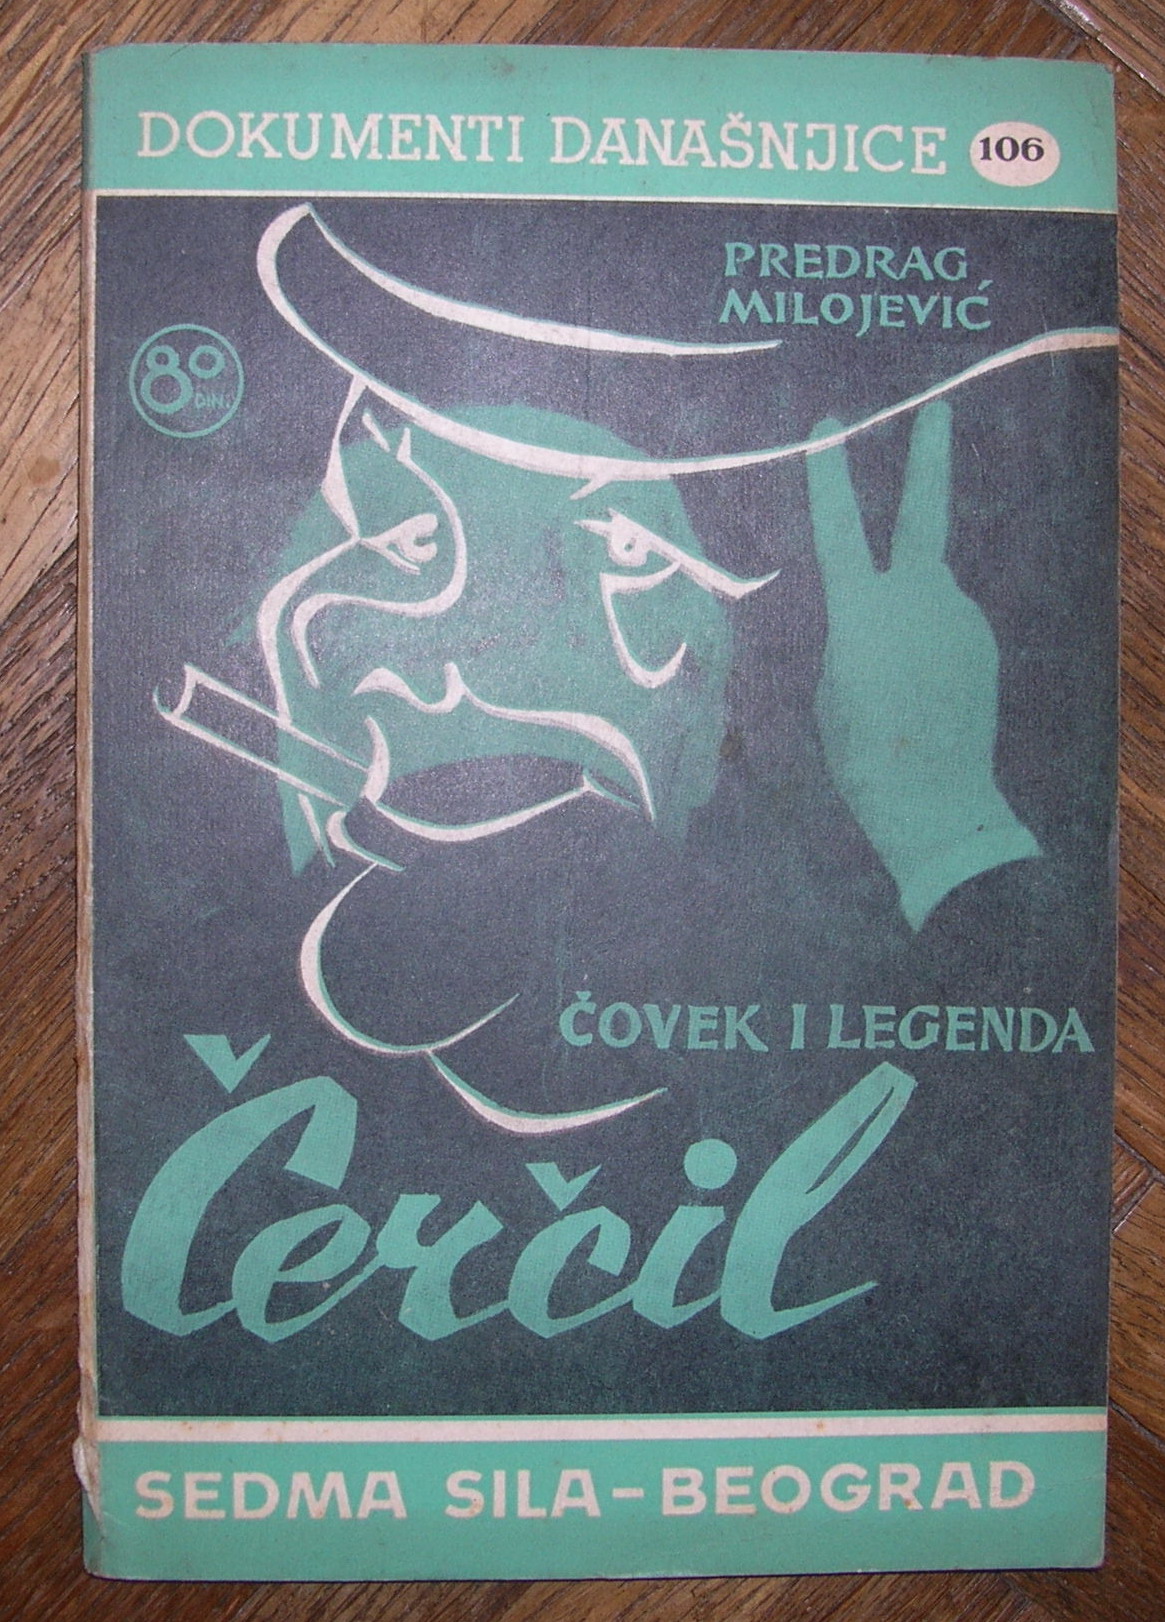 DOKUMENTI DANAŠNJICE 106
PREDRAG
MILOJEVIĆ
80
DIN.
ČOVEK I LEGENDA
Čerčil
SEDMA SILA–BEOGRAD